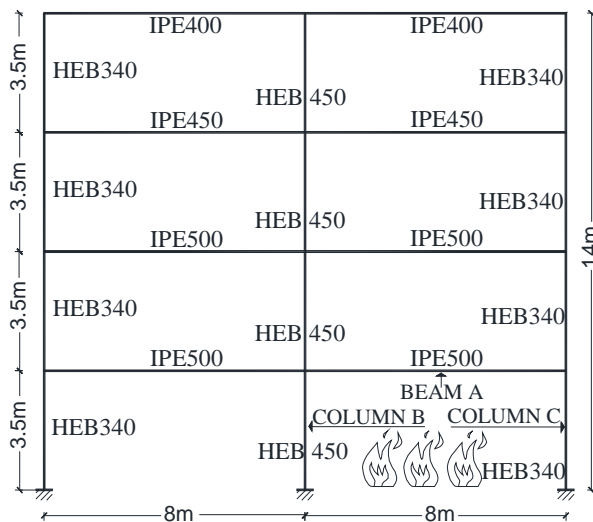 IPE400 IPE400
3.5m HEB340 HEB 450 HEB340
IPE450 IPE450
3.5m HEB340 HEB 450 HEB340
IPE500 IPE500
14m
3.5m HEB340 HEB 450 HEB340
IPE500 IPE500
BEAM A
COLUMN B COLUMN C
3.5m HEB340 HEB 450 HEB340
8m 8m